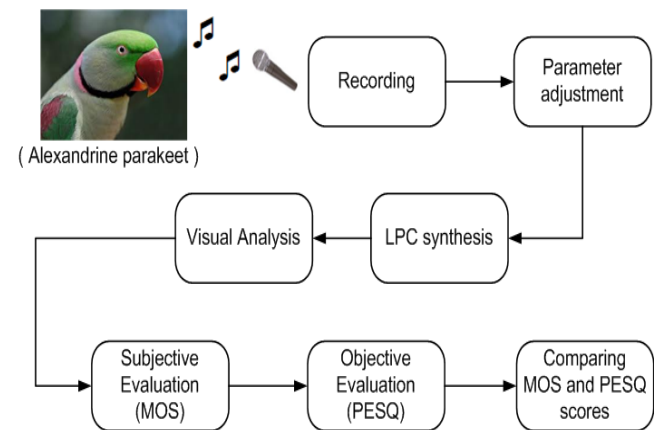 Recording
Parameter
adjustment
( Alexandrine parakeet )
Visual Analysis
LPC synthesis
Subjective
Evaluation
(MOS)
Objective
Evaluation
(PESQ)
Comparing
MOS and PESQ
scores